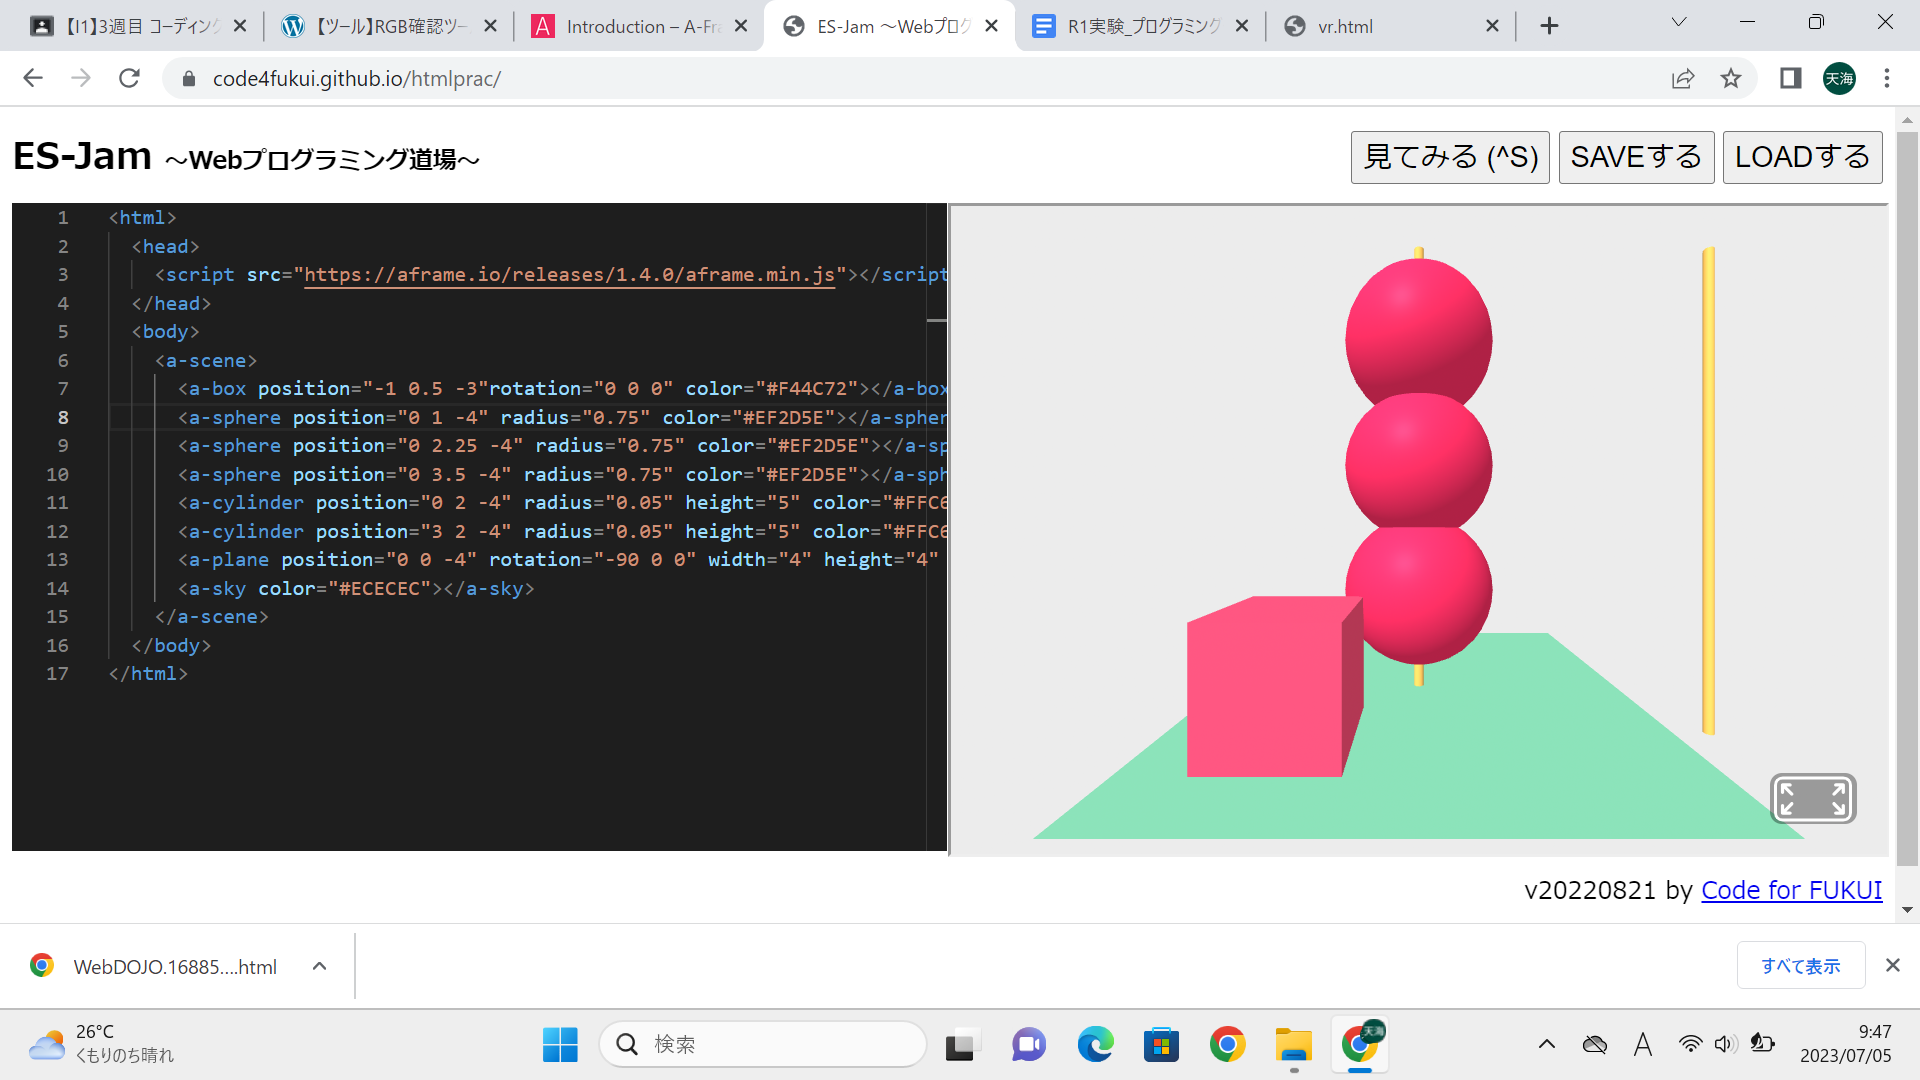 【I1】3週目 コーディング
【ツール】RGB確認ツー
Introduction – A-Fra
ES-Jam ～Webプログ
R1実験_プログラミング
vr.html
code4fukui.github.io/htmlprac/
天海
ES-Jam ～Webプログラミング道場～
見てみる (^S)
SAVEする
LOADする
1 <html>
2 <head>
3 <script src="https://aframe.io/releases/1.4.0/aframe.min.js"></script
4 </head>
5 <body>
6 <a-scene>
7 <a-box position="-1 0.5 -3"rotation="0 0 0" color="#F44C72"></a-box
8 <a-sphere position="0 1 -4" radius="0.75" color="#EF2D5E"></a-spher
9 <a-sphere position="0 2.25 -4" radius="0.75" color="#EF2D5E"></a-sp
10 <a-sphere position="0 3.5 -4" radius="0.75" color="#EF2D5E"></a-sph
11 <a-cylinder position="0 2 -4" radius="0.05" height="5" color="#FFC6
12 <a-cylinder position="3 2 -4" radius="0.05" height="5" color="#FFC6
13 <a-plane position="0 0 -4" rotation="-90 0 0" width="4" height="4"
14 <a-sky color="#ECECEC"></a-sky>
15 </a-scene>
16 </body>
17 </html>
v20220821 by Code for FUKUI
WebDOJO.16885....html
すべて表示
26°C
くもりのち晴れ
検索
天海
A
9:47
2023/07/05